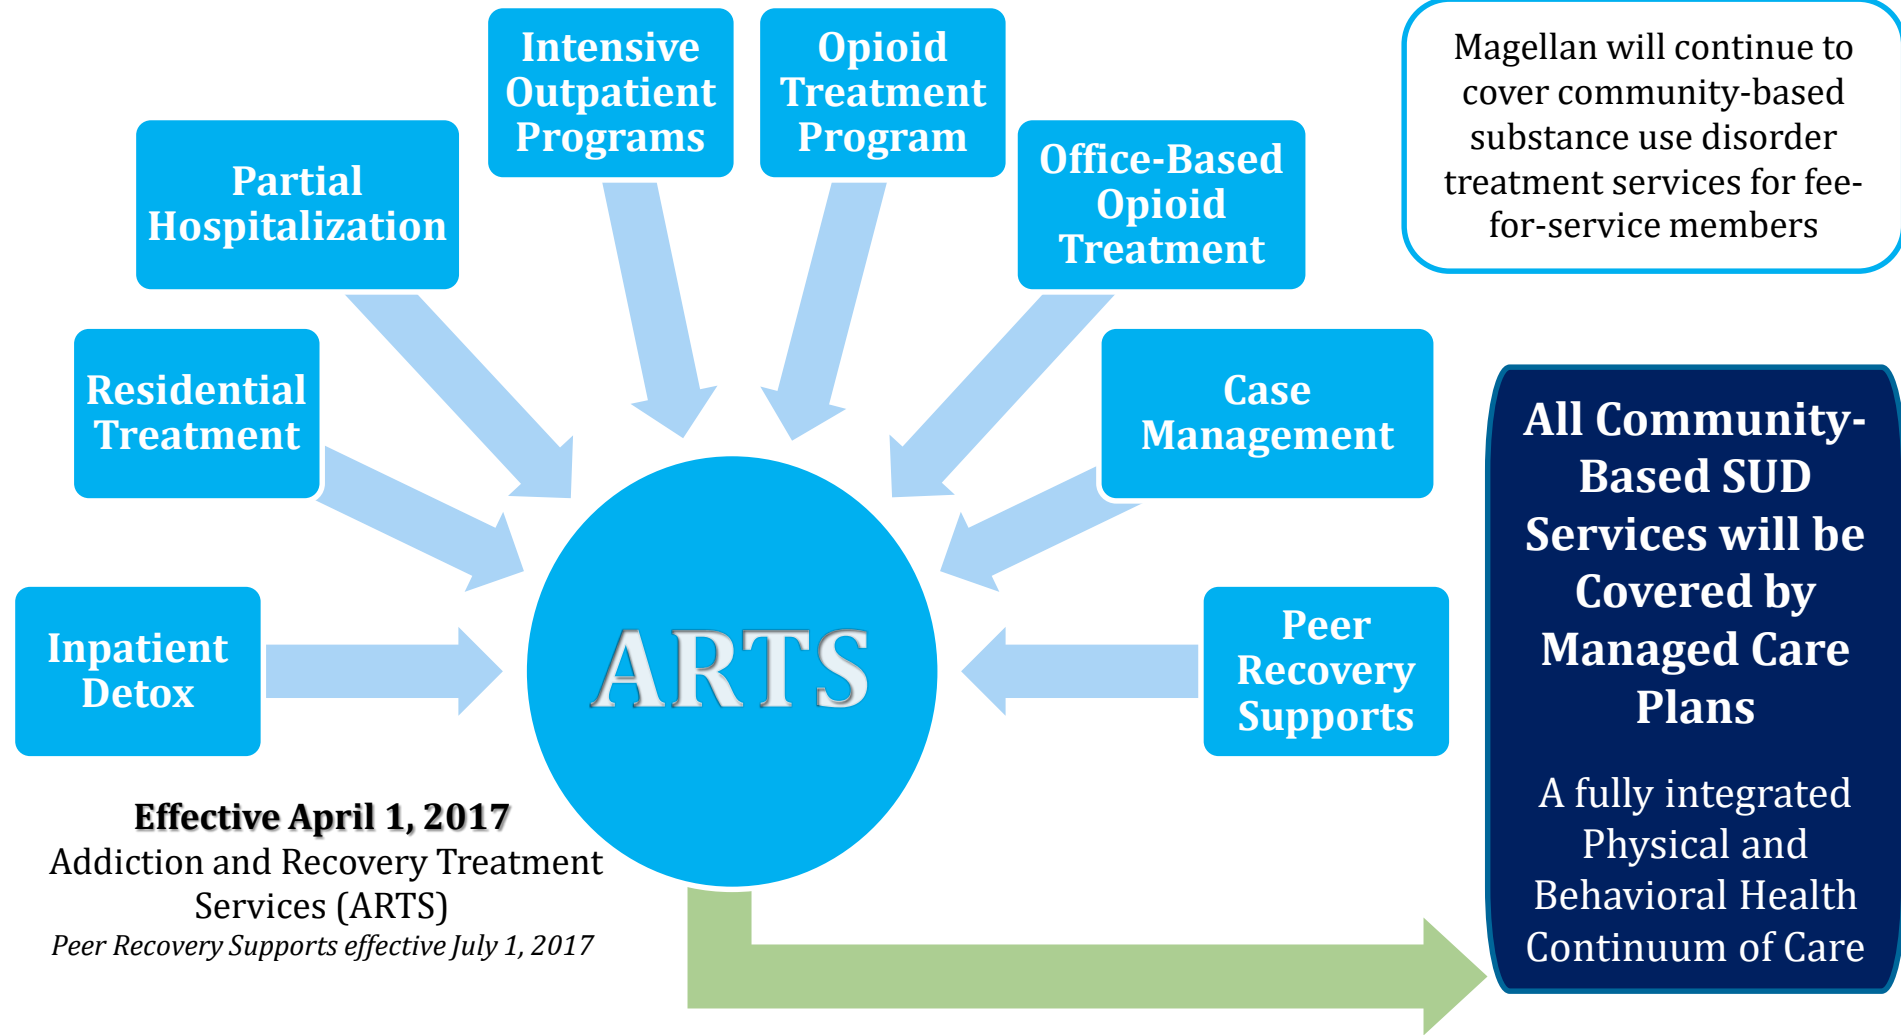 Intensive
Outpatient
Programs
Opioid
Treatment
Program
Magellan will continue to
cover community-based
substance use disorder
treatment services for fee-
for-service members
Partial
Hospitalization
Office-Based
Opioid
Treatment
Residential
Treatment
Case
Management
Inpatient
Detox
ARTS
Peer
Recovery
Supports
All Community-
Based SUD
Services will be
Covered by
Managed Care
Plans
A fully integrated
Physical and
Behavioral Health
Continuum of Care
Effective April 1, 2017
Addiction and Recovery Treatment
Services (ARTS)
Peer Recovery Supports effective July 1, 2017